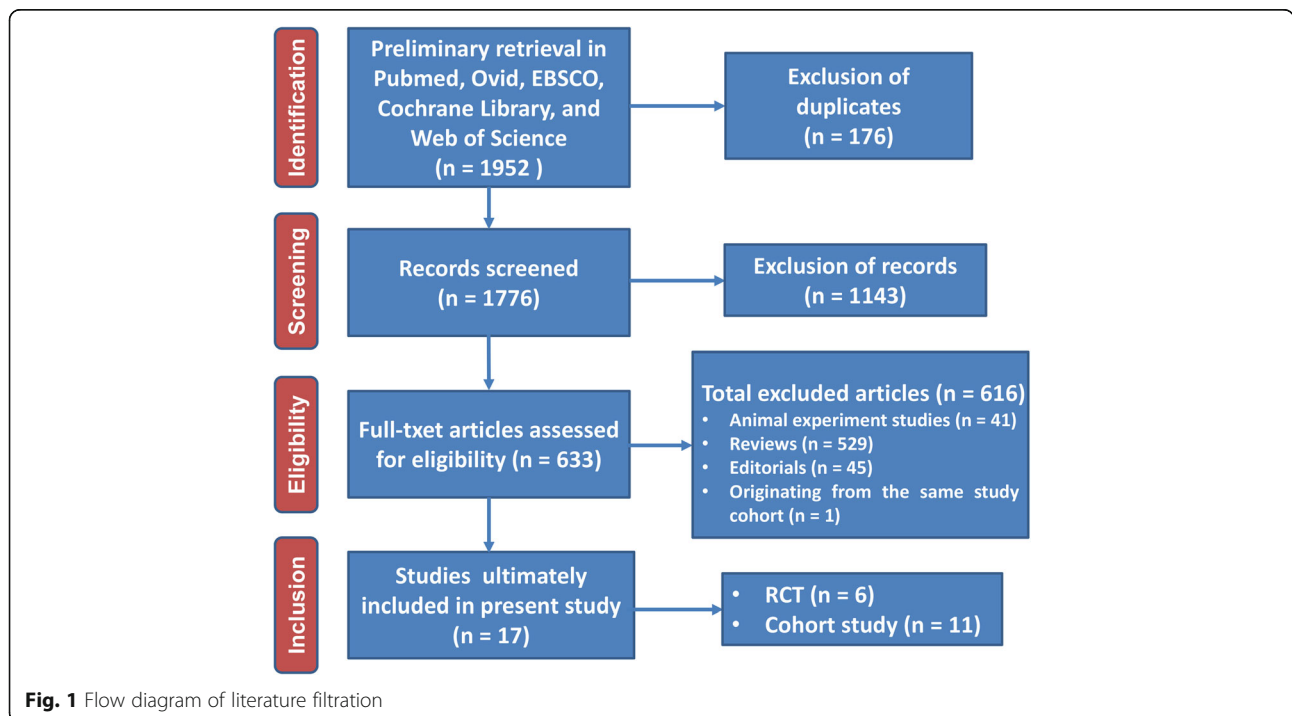 Identification
Preliminary retrieval in
Pubmed, Ovid, EBSCO,
Cochrane Library, and
Web of Science
(n = 1952 )
Exclusion of
duplicates
(n = 176)
Screening
Records screened
(n = 1776)
Exclusion of records
(n = 1143)
Eligibility
Full-txet articles assessed
for eligibility (n = 633)
Total excluded articles (n = 616)
• Animal experiment studies (n = 41)
• Reviews (n = 529)
• Editorials (n = 45)
• Originating from the same study
cohort (n = 1)
Inclusion
Studies ultimately
included in present study
(n = 17)
• RCT (n = 6)
• Cohort study (n = 11)
Fig. 1 Flow diagram of literature filtration